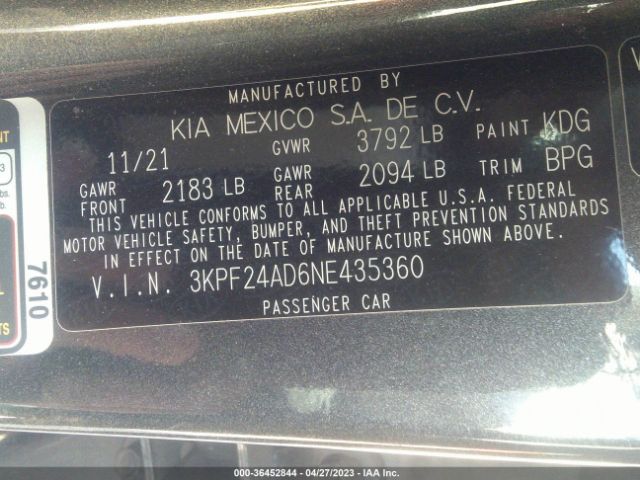 MANUFACTURED BY
KIA MEXICO S.A. DE C.V.
11/21 GVWR 3792 LB PAINT KDG
GAWR FRONT 2183 LB GAWR REAR 2094 LB TRIM BPG
THIS VEHICLE CONFORMS TO ALL APPLICABLE U.S.A. FEDERAL
MOTOR VEHICLE SAFETY, BUMPER, AND THEFT PREVENTION STANDARDS
IN EFFECT ON THE DATE OF MANUFACTURE SHOWN ABOVE.
V.I.N. 3KPF24AD6NE435360
PASSENGER CAR
7610
3
000-36452844 - 04/27/2023 - IAA Inc.